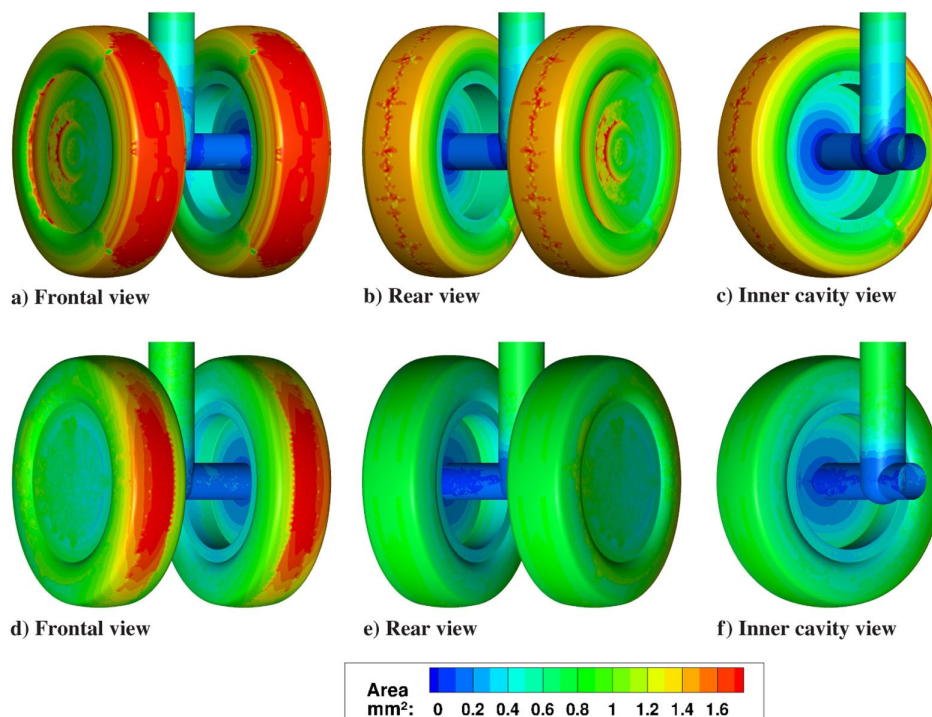 a) Frontal view
b) Rear view
c) Inner cavity view
d) Frontal view
e) Rear view
f) Inner cavity view
Area
mm²: 0 0.2 0.4 0.6 0.8 1 1.2 1.4 1.6